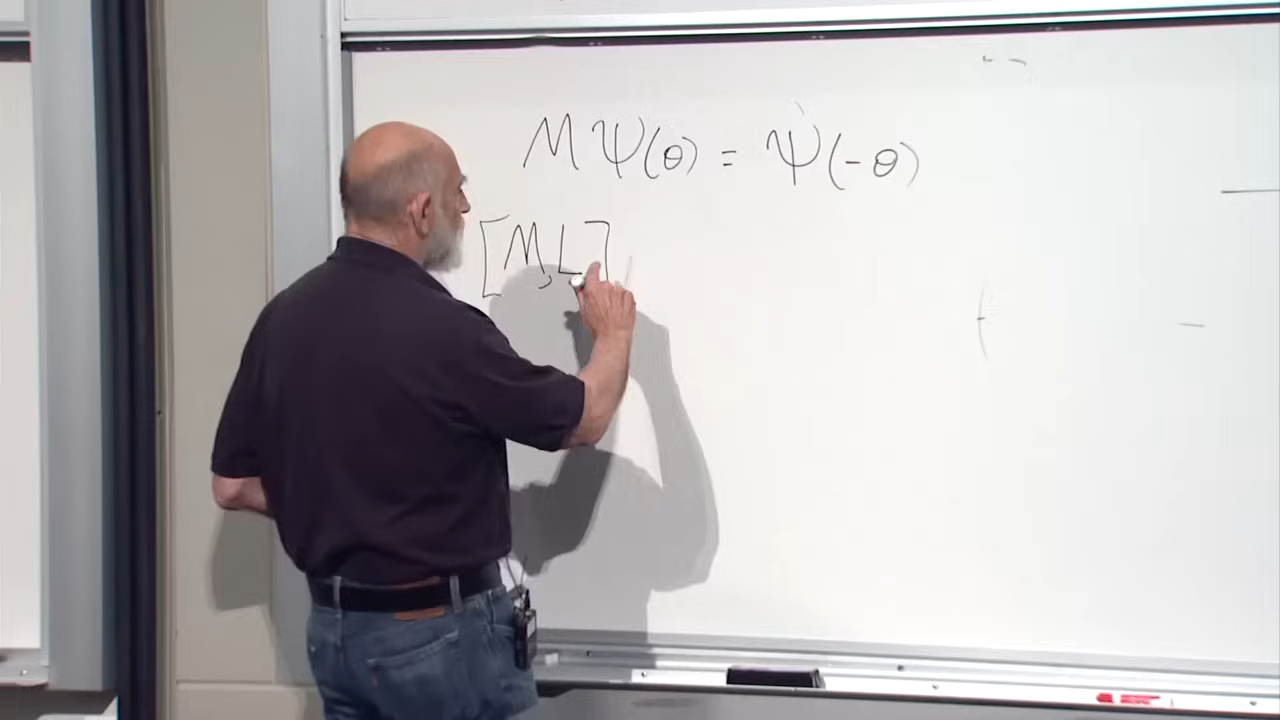 M Ψ(θ) = Ψ(-θ)
[M, L]